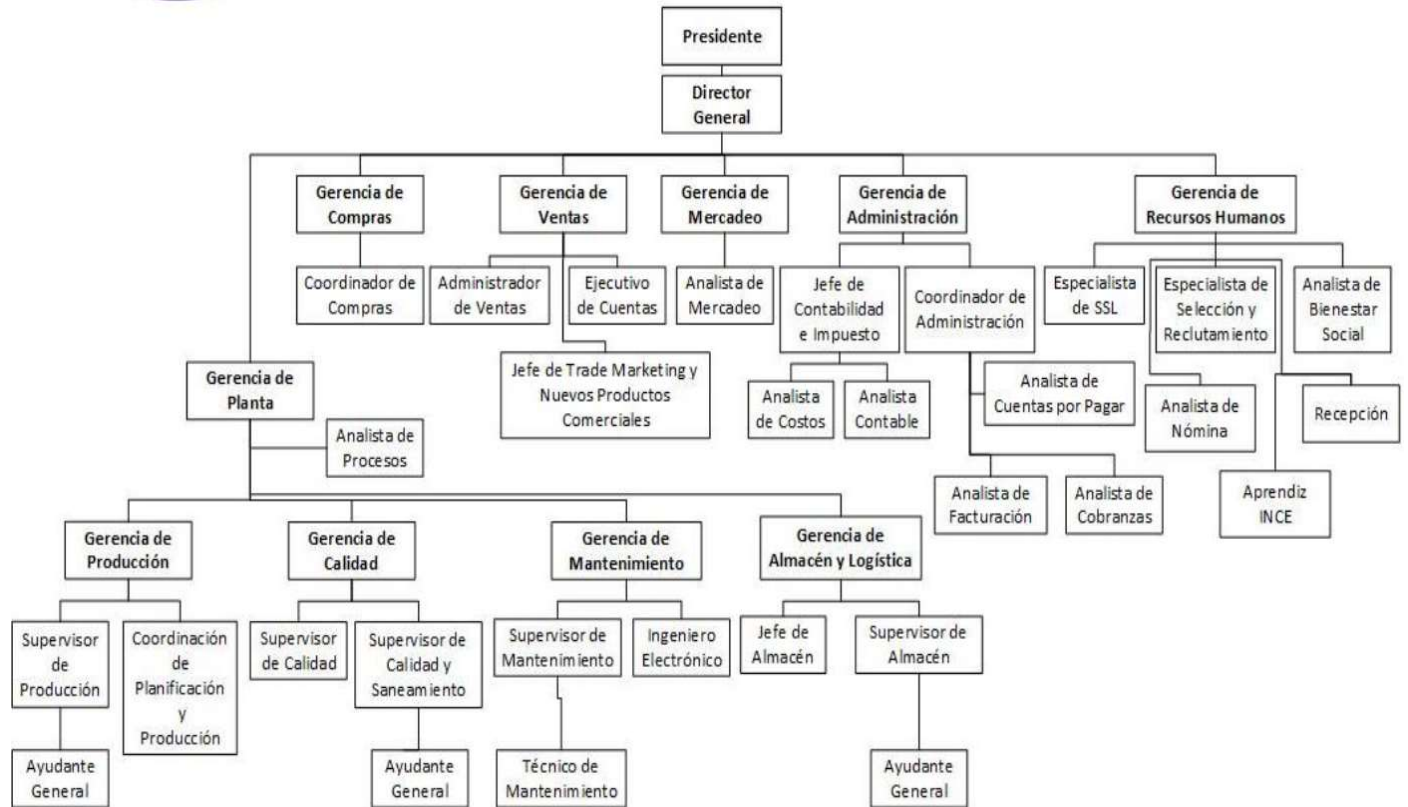 Presidente
Director
General
Gerencia de
Compras
Gerencia de
Ventas
Gerencia de
Mercadeo
Gerencia de
Administración
Gerencia de
Recursos Humanos
Coordinador de
Compras
Administrador
de Ventas
Ejecutivo
de Cuentas
Analista de
Mercadeo
Jefe de
Contabilidad
e Impuesto
Coordinador de
Administración
Especialista
de SSL
Especialista de
Selección y
Reclutamiento
Analista de
Bienestar
Social
Gerencia de
Planta
Jefe de Trade Marketing y
Nuevos Productos
Comerciales
Analista
de Costos
Analista
Contable
Analista de
Cuentas por Pagar
Analista de
Nómina
Recepción
Analista de
Procesos
Analista de
Facturación
Analista de
Cobranzas
Aprendiz
INCE
Gerencia de
Producción
Gerencia de
Calidad
Gerencia de
Mantenimiento
Gerencia de
Almacén y Logística
Supervisor
de
Producción
Coordinación
de
Planificación
y
Producción
Supervisor
de Calidad
Supervisor de
Calidad y
Saneamiento
Supervisor de
Mantenimiento
Ingeniero
Electrónico
Jefe de
Almacén
Supervisor de
Almacén
Ayudante
General
Ayudante
General
Técnico de
Mantenimiento
Ayudante
General